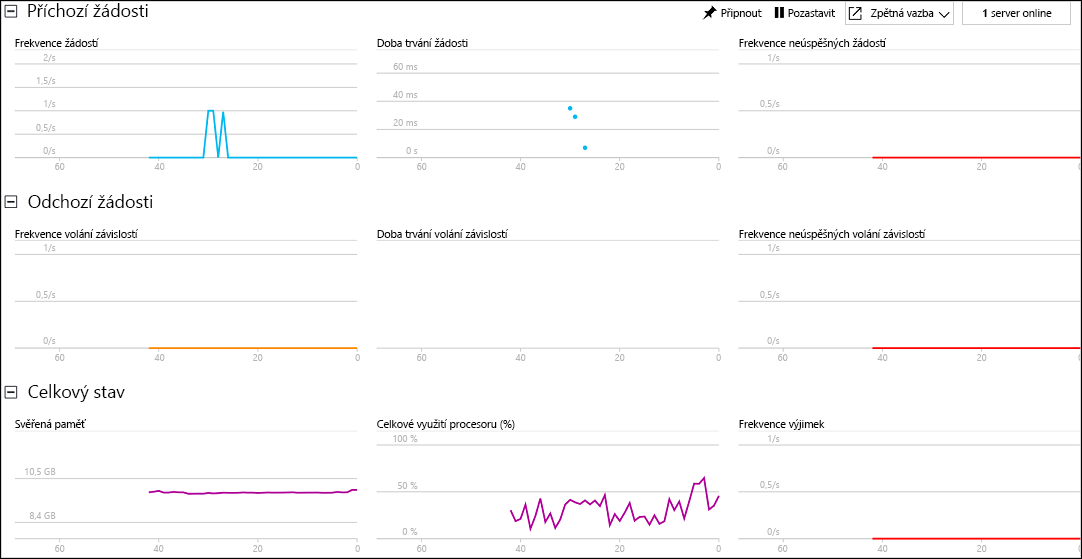 Příchozí žádosti
Připnout
Pozastavit
Zpětná vazba
1 server online
Frekvence žádostí
2/s
1,5/s
1/s
0,5/s
0/s
60
40
20
0
Doba trvání žádosti
60 ms
40 ms
20 ms
0 s
60
40
20
0
Frekvence neúspěšných žádostí
1/s
0,5/s
0/s
60
40
20
Odchozí žádosti
Frekvence volání závislostí
1/s
0,5/s
0/s
60
40
20
0
Doba trvání volání závislostí
60
40
20
0
Frekvence neúspěšných volání závislostí
1/s
0,5/s
0/s
60
40
20
Celkový stav
Svěřená paměť
10,5 GB
8,4 GB
60
40
20
0
Celkové využití procesoru (%)
100 %
50 %
0 %
60
40
20
0
Frekvence výjimek
1/s
0,5/s
0/s
60
40
20